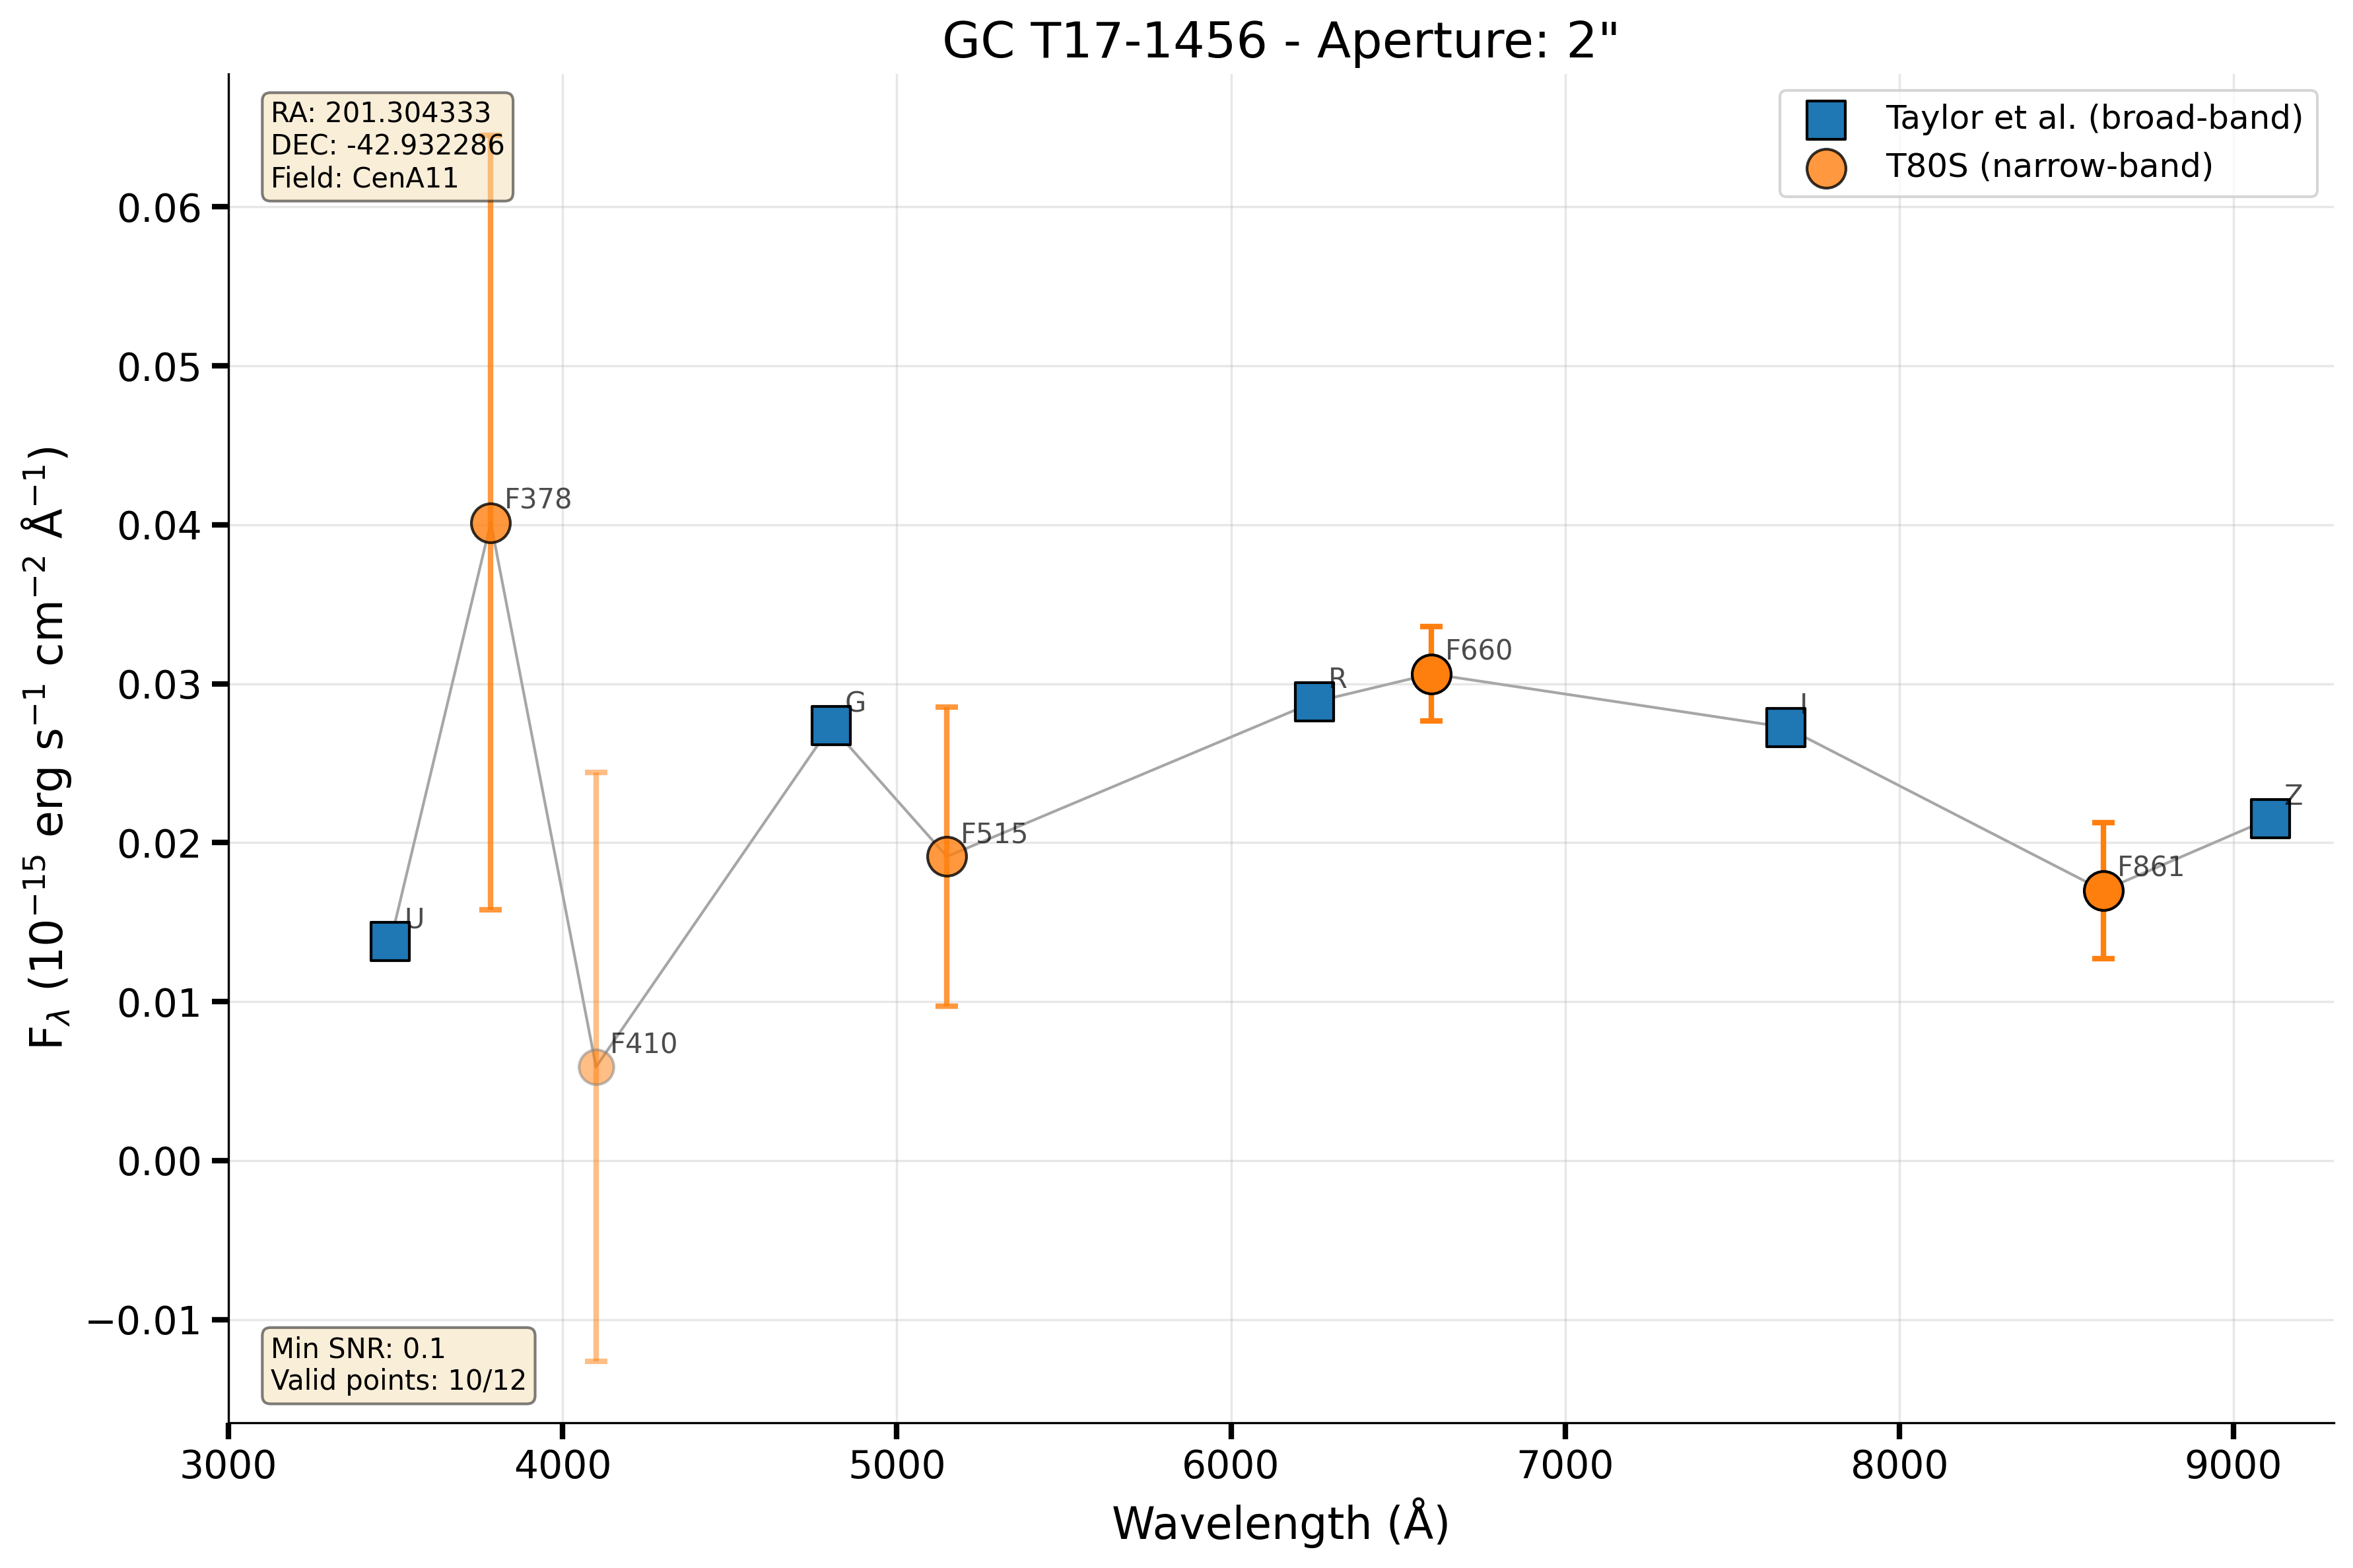 GC T17-1456 - Aperture: 2"
RA: 201.304333
DEC: -42.932286
Field: CenA11
Taylor et al. (broad-band)
T80S (narrow-band)
0.06
0.05
0.04
0.03
0.02
0.01
0.00
−0.01
F_λ (10⁻¹⁵ erg s⁻¹ cm⁻² Å⁻¹)
U
F378
F410
G
F515
R
F660
I
F861
Z
Min SNR: 0.1
Valid points: 10/12
3000 4000 5000 6000 7000 8000 9000
Wavelength (Å)